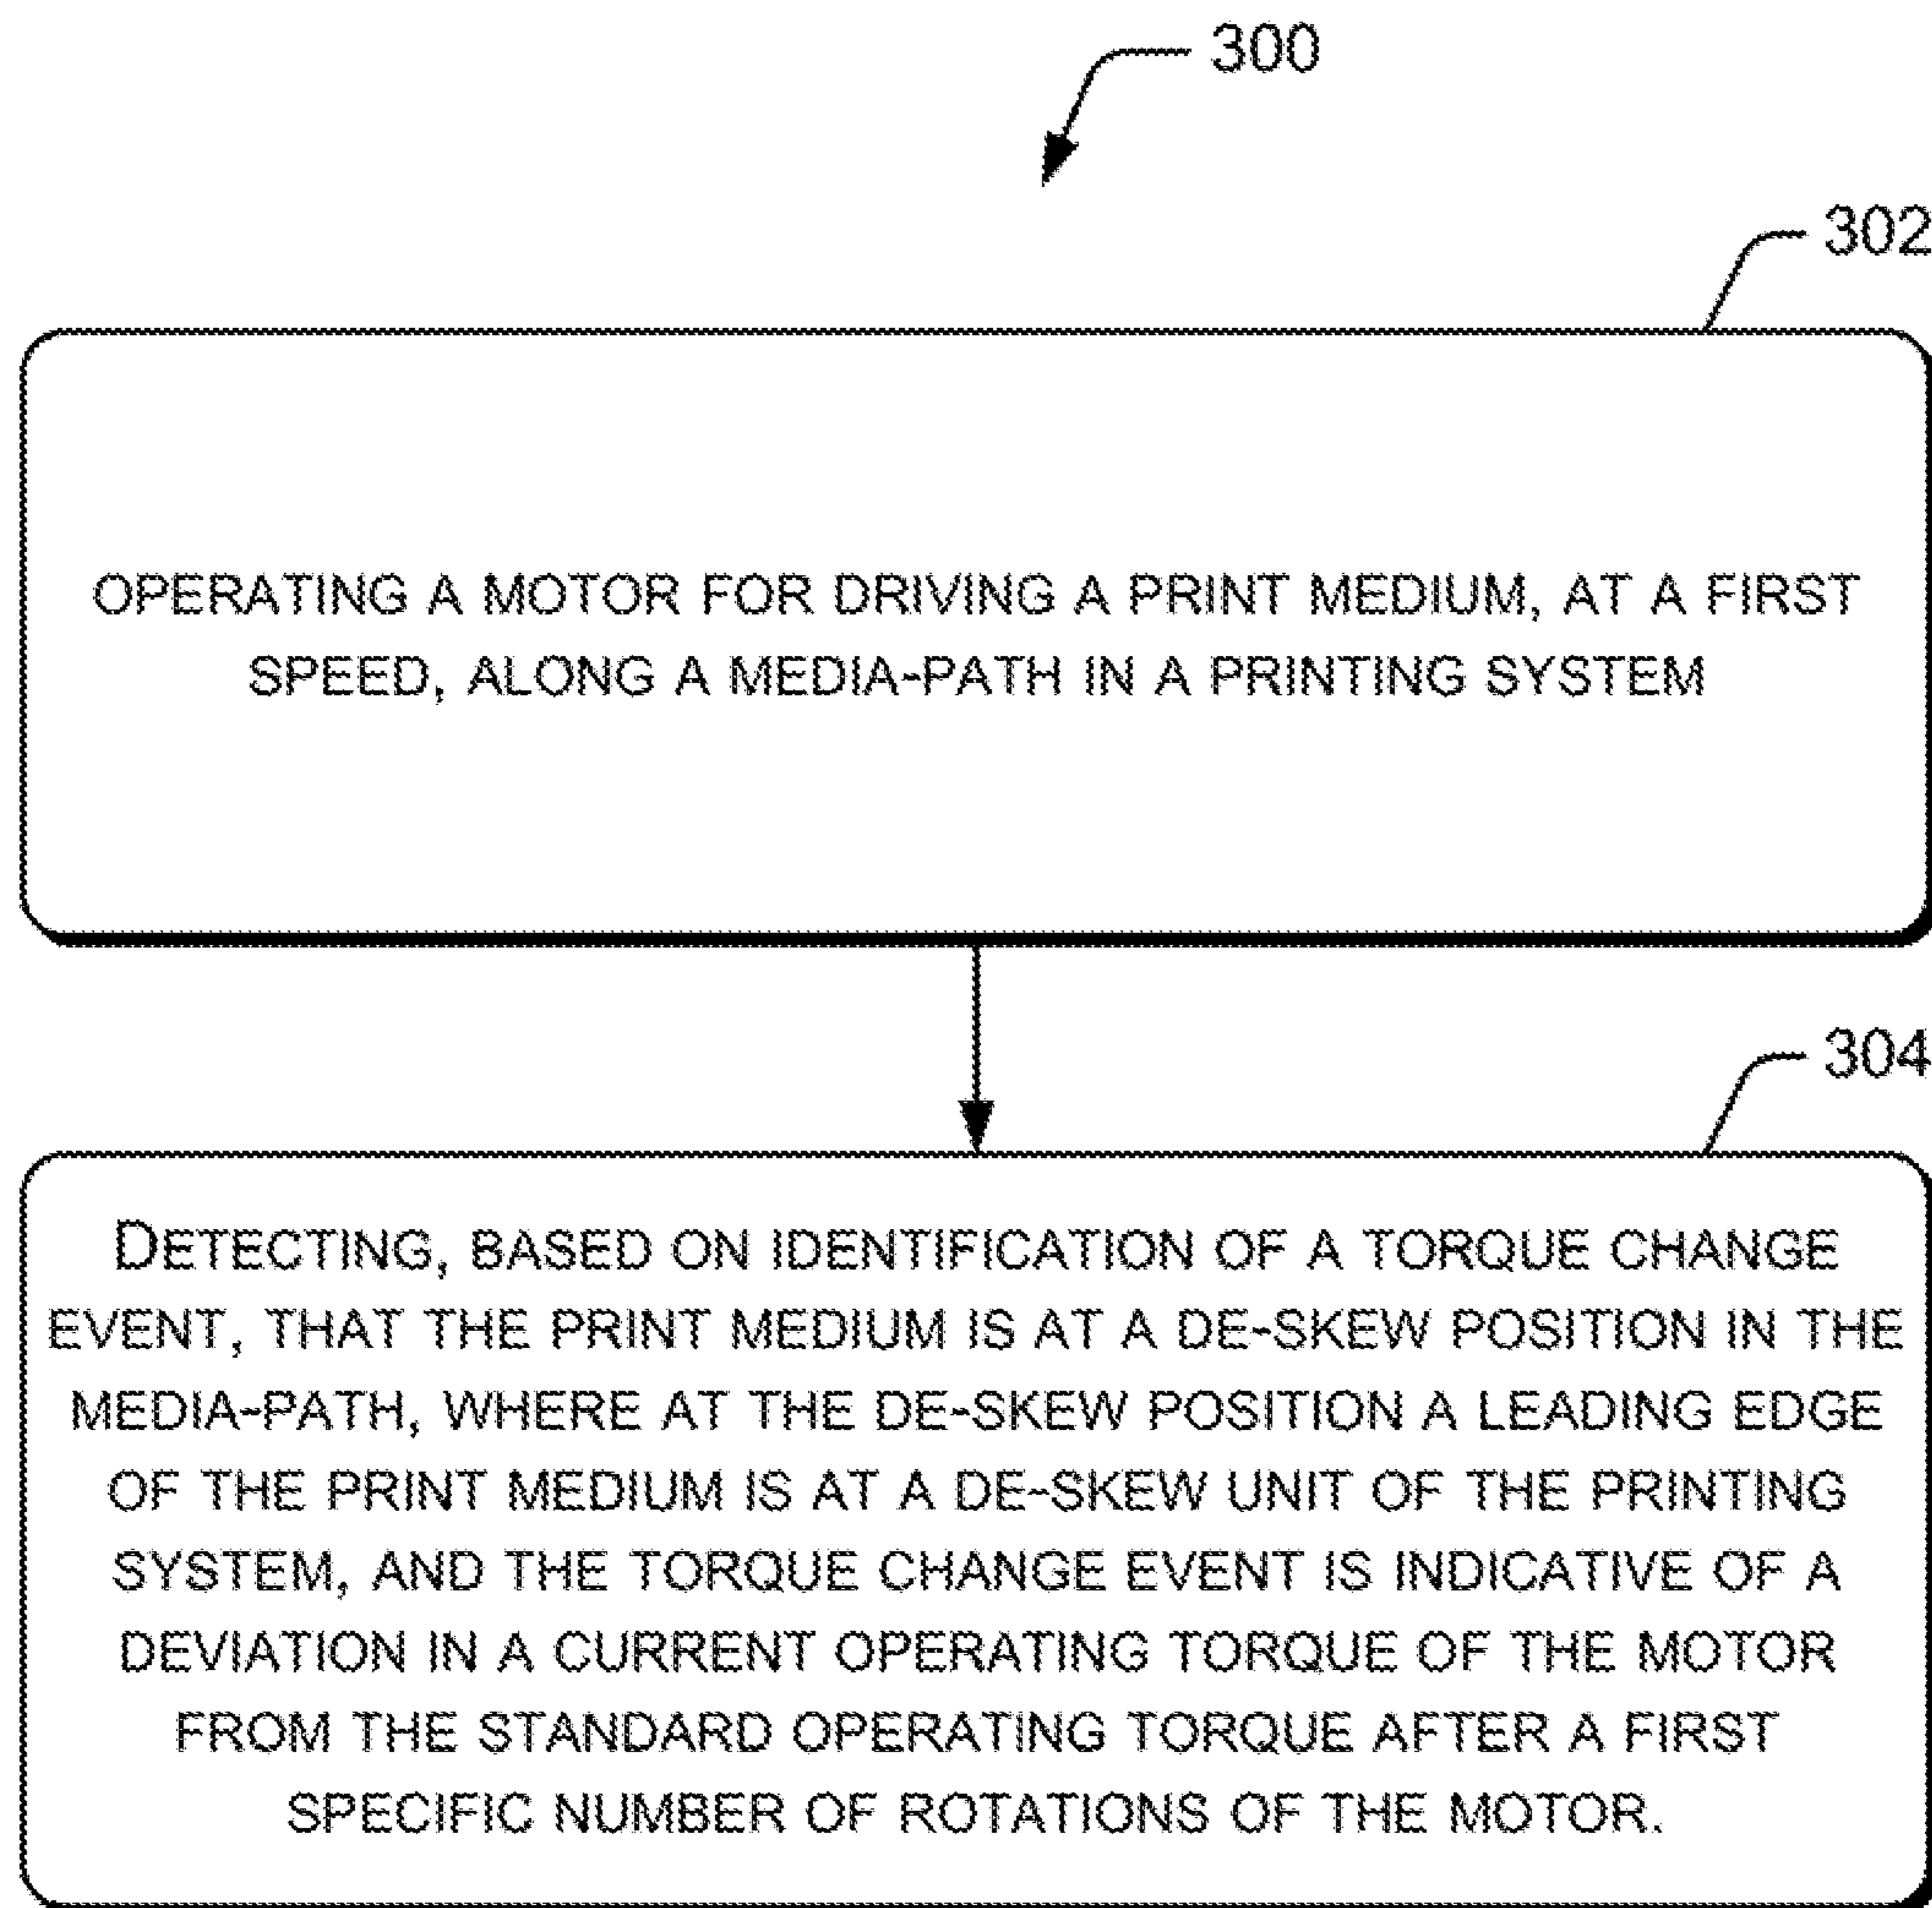 300
302
OPERATING A MOTOR FOR DRIVING A PRINT MEDIUM, AT A FIRST
SPEED, ALONG A MEDIA-PATH IN A PRINTING SYSTEM
304
DETECTING, BASED ON IDENTIFICATION OF A TORQUE CHANGE
EVENT, THAT THE PRINT MEDIUM IS AT A DE-SKEW POSITION IN THE
MEDIA-PATH, WHERE AT THE DE-SKEW POSITION A LEADING EDGE
OF THE PRINT MEDIUM IS AT A DE-SKEW UNIT OF THE PRINTING
SYSTEM, AND THE TORQUE CHANGE EVENT IS INDICATIVE OF A
DEVIATION IN A CURRENT OPERATING TORQUE OF THE MOTOR
FROM THE STANDARD OPERATING TORQUE AFTER A FIRST
SPECIFIC NUMBER OF ROTATIONS OF THE MOTOR.